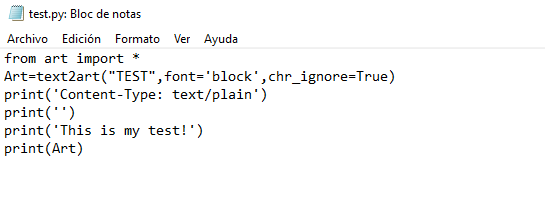 test.py: Bloc de notas
Archivo Edición Formato Ver Ayuda
from art import *
Art=text2art("TEST",font='block',chr_ignore=True)
print('Content-Type: text/plain')
print('')
print('This is my test!')
print(Art)